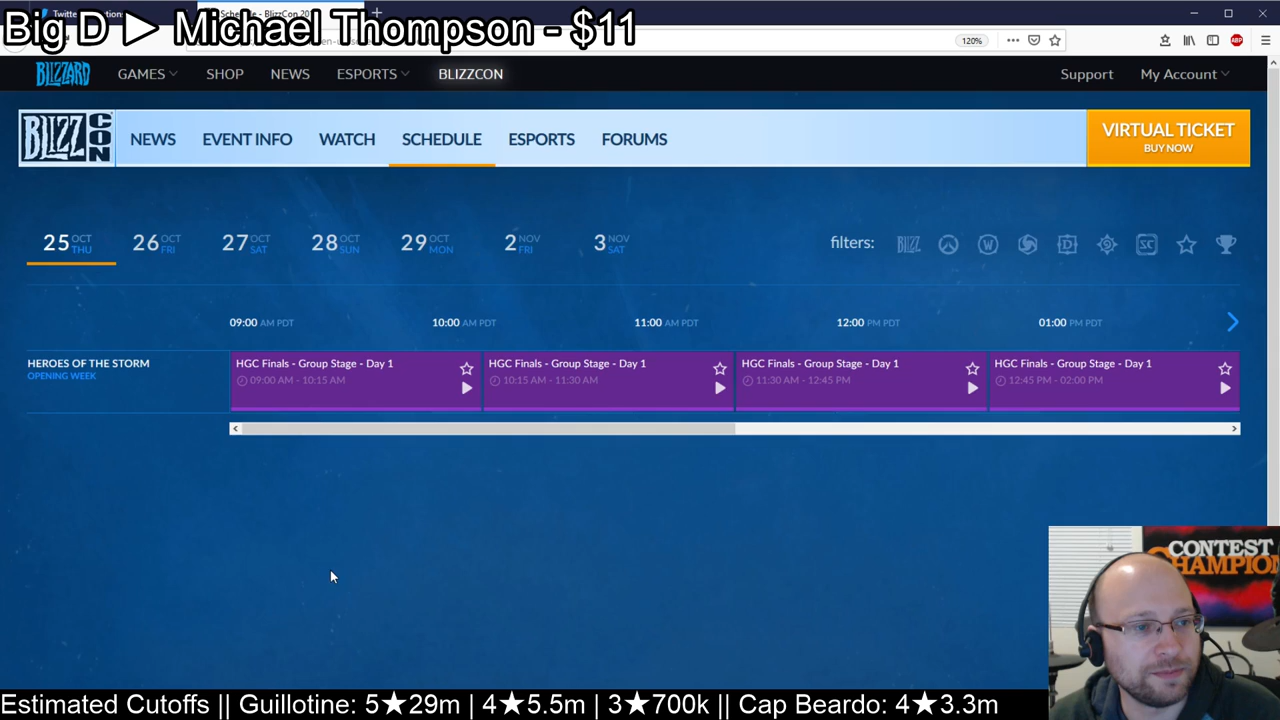 Big D ► Michael Thompson - $11
120%
BLIZZARD GAMES SHOP NEWS ESPORTS BLIZZCON Support My Account
BLIZZCON NEWS EVENT INFO WATCH SCHEDULE ESPORTS FORUMS VIRTUAL TICKET
BUY NOW
25 OCT THU 26 OCT FRI 27 OCT SAT 28 OCT SUN 29 OCT MON 2 NOV FRI 3 NOV SAT filters: BLIZZ W D SC
09:00 AM PDT 10:00 AM PDT 11:00 AM PDT 12:00 PM PDT 01:00 PM PDT
HEROES OF THE STORM HGC Finals - Group Stage - Day 1 HGC Finals - Group Stage - Day 1 HGC Finals - Group Stage - Day 1 HGC Finals - Group Stage - Day 1
OPENING WEEK 09:00 AM - 10:15 AM 10:15 AM - 11:30 AM 11:30 AM - 12:45 PM 12:45 PM - 02:00 PM
CONTEST
CHAMPION
Estimated Cutoffs || Guillotine: 5★29m | 4★5.5m | 3★700k || Cap Beardo: 4★3.3m